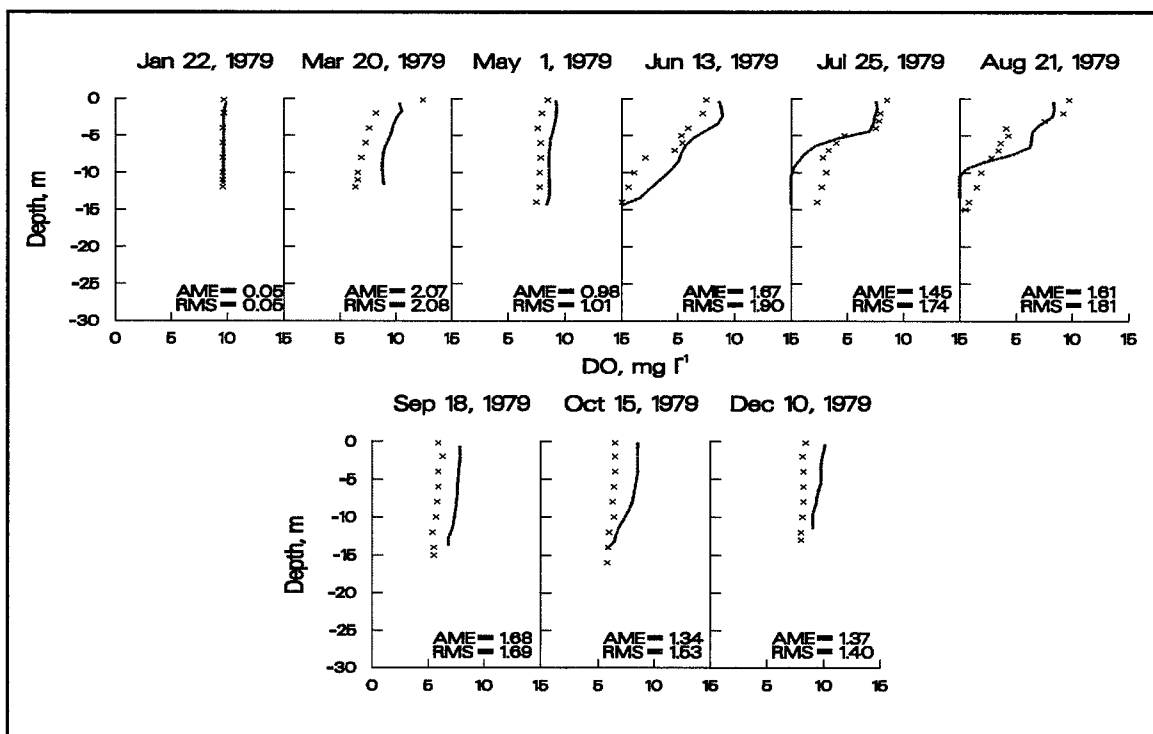 Jan 22, 1979 Mar 20, 1979 May 1, 1979 Jun 13, 1979 Jul 25, 1979 Aug 21, 1979
0
-5
-10
-15
-20
-25
-30
Depth, m
AME = 0.05 AME = 2.07 AME = 0.98 AME = 1.67 AME = 1.45 AME = 1.61
RMS = 0.05 RMS = 2.08 RMS = 1.01 RMS = 1.90 RMS = 1.74 RMS = 1.81
0 5 10 15 5 10 5 10 15 5 10 15 5 10 15 5 10 15
DO, mg l⁻¹
Sep 18, 1979 Oct 15, 1979 Dec 10, 1979
0
-5
-10
-15
-20
-25
-30
Depth, m
AME = 1.68 AME = 1.34 AME = 1.37
RMS = 1.69 RMS = 1.53 RMS = 1.40
0 5 10 15 5 10 15 5 10 15